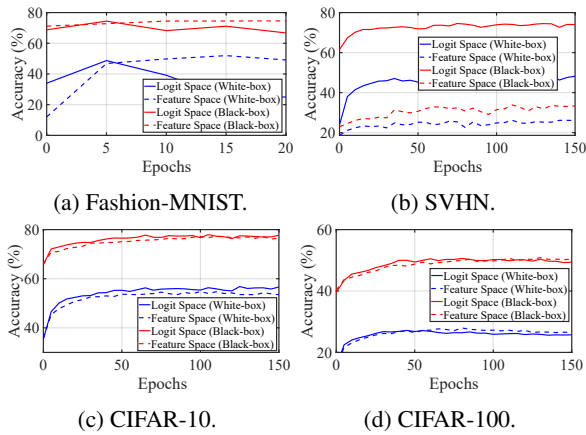 80
60
40
20
0
0 5 10 15 20
Accuracy (%)
Epochs
Logit Space (White-box)
Feature Space (White-box)
Logit Space (Black-box)
Feature Space (Black-box)
(a) Fashion-MNIST.
80
60
40
20
0 50 100 150
Accuracy (%)
Epochs
Logit Space (White-box)
Feature Space (White-box)
Logit Space (Black-box)
Feature Space (Black-box)
(b) SVHN.
80
60
40
0 50 100 150
Accuracy (%)
Epochs
Logit Space (White-box)
Feature Space (White-box)
Logit Space (Black-box)
Feature Space (Black-box)
(c) CIFAR-10.
60
40
20
0 50 100 150
Accuracy (%)
Epochs
Logit Space (White-box)
Feature Space (White-box)
Logit Space (Black-box)
Feature Space (Black-box)
(d) CIFAR-100.